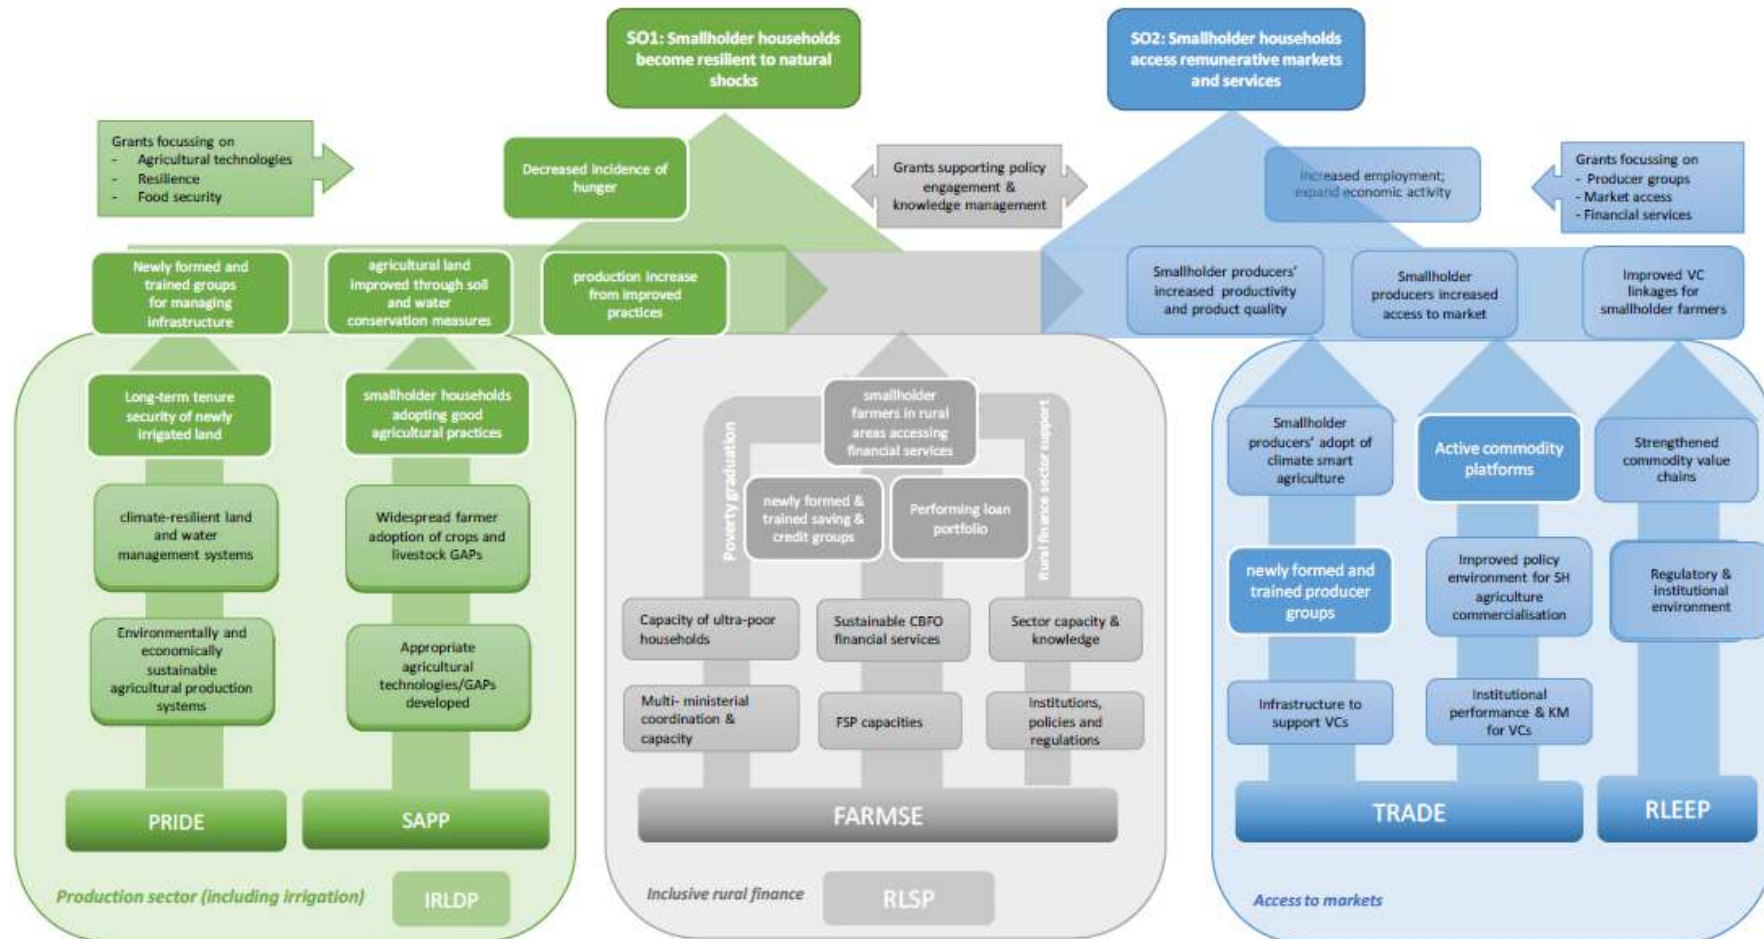 SO1: Smallholder households
become resilient to natural
shocks
SO2: Smallholder households
access remunerative markets
and services
Grants focussing on
- Agricultural technologies
- Resilience
- Food security
Decreased incidence of
hunger
Grants supporting policy
engagement &
knowledge management
Increased employment;
expand economic activity
Grants focussing on
- Producer groups
- Market access
- Financial services
Newly formed and
trained groups
for managing
infrastructure
agricultural land
improved through soil
and water
conservation measures
production increase
from improved
practices
Smallholder producers'
increased productivity
and product quality
Smallholder
producers increased
access to market
Improved VC
linkages for
smallholder farmers
Long-term tenure
security of newly
irrigated land
smallholder households
adopting good
agricultural practices
climate-resilient land
and water
management systems
Widespread farmer
adoption of crops and
livestock GAPs
Environmentally and
economically
sustainable
agricultural production
systems
Appropriate
agricultural
technologies/GAPs
developed
PRIDE
SAPP
Production sector (including irrigation)
IRLDP
smallholder
farmers in rural
areas accessing
financial services
Poverty graduation
Rural finance sector support
newly formed &
trained saving &
credit groups
Performing loan
portfolio
Capacity of ultra-poor
households
Sustainable CBFO
financial services
Sector capacity &
knowledge
Multi- ministerial
coordination &
capacity
FSP capacities
Institutions,
policies and
regulations
FARMSE
Inclusive rural finance
RLSP
Smallholder
producers' adopt of
climate smart
agriculture
Active commodity
platforms
Strengthened
commodity value
chains
newly formed and
trained producer
groups
Improved policy
environment for SH
agriculture
commercialisation
Regulatory &
institutional
environment
Infrastructure to
support VCs
Institutional
performance & KM
for VCs
TRADE
RLEEP
Access to markets